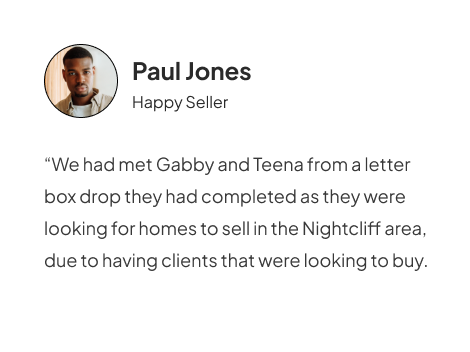 Paul Jones
Happy Seller
“We had met Gabby and Teena from a letter
box drop they had completed as they were
looking for homes to sell in the Nightcliff area,
due to having clients that were looking to buy.